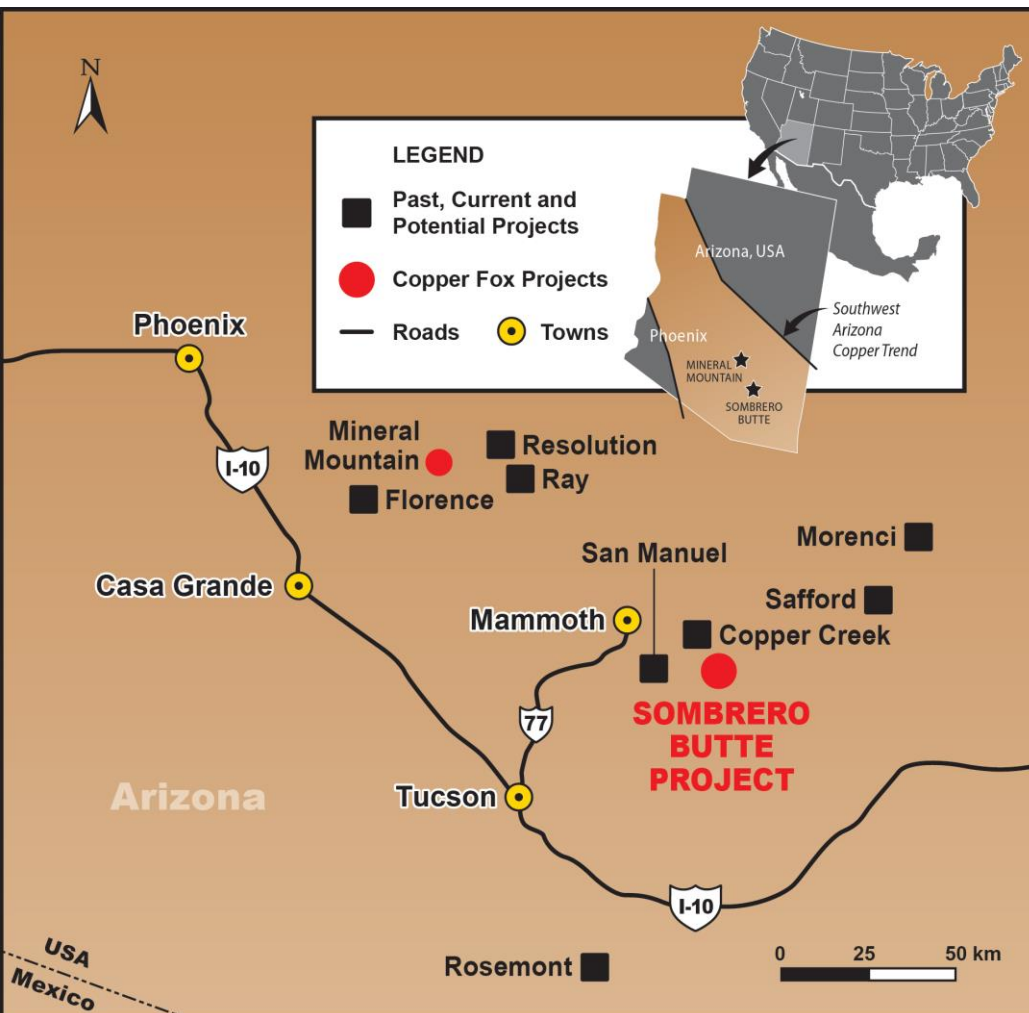 N
LEGEND
Past, Current and
Potential Projects
Copper Fox Projects
Roads
Towns
Arizona, USA
Phoenix
MINERAL
MOUNTAIN
SOMBRERO
BUTTE
Southwest
Arizona
Copper Trend
Phoenix
I-10
Mineral
Mountain
Resolution
Ray
Florence
Morenci
San Manuel
Casa Grande
Safford
Mammoth
Copper Creek
SOMBRERO
BUTTE
PROJECT
77
Arizona
Tucson
I-10
USA
Mexico
Rosemont
0 25 50 km